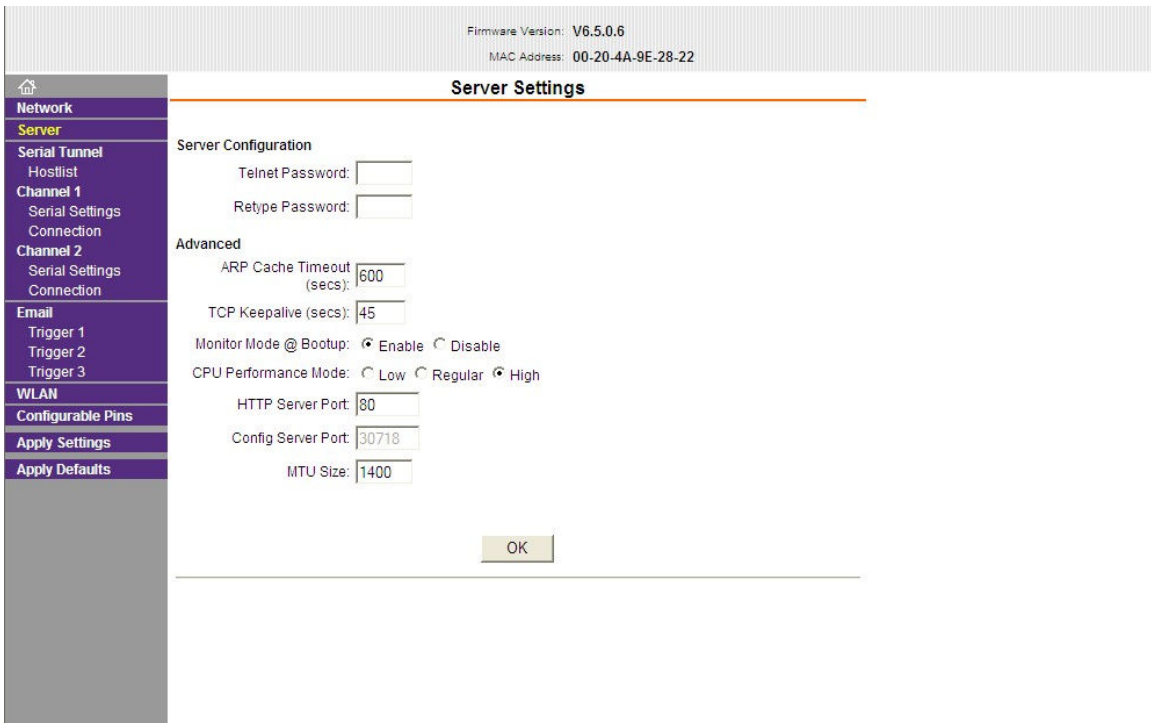 Firmware Version: V6.5.0.6
MAC Address: 00-20-4A-9E-28-22
Network
Server
Serial Tunnel
Hostlist
Channel 1
Serial Settings
Connection
Channel 2
Serial Settings
Connection
Email
Trigger 1
Trigger 2
Trigger 3
WLAN
Configurable Pins
Apply Settings
Apply Defaults
Server Settings
Server Configuration
Telnet Password:
Retype Password:
Advanced
ARP Cache Timeout
(secs): 600
TCP Keepalive (secs): 45
Monitor Mode @ Bootup: Enable Disable
CPU Performance Mode: Low Regular High
HTTP Server Port: 80
Config Server Port: 30718
MTU Size: 1400
OK